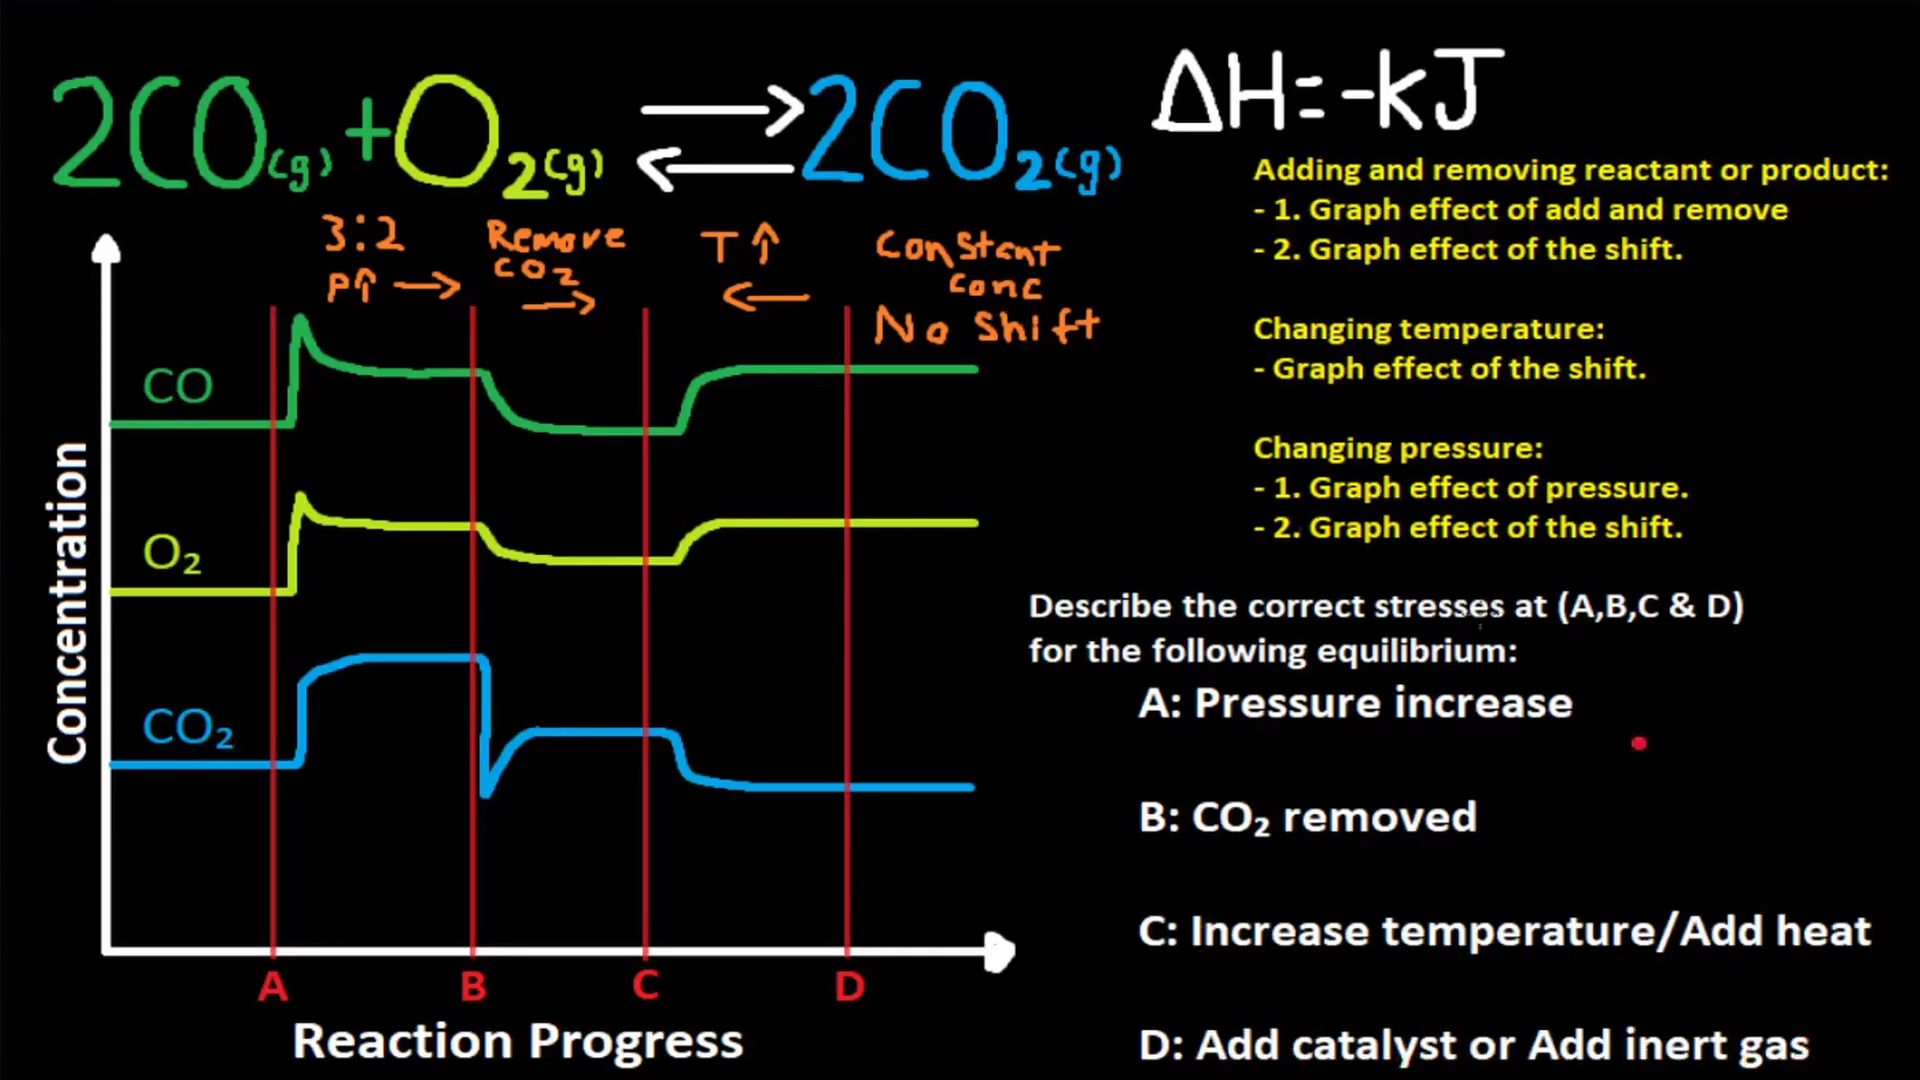 2CO(g) + O₂(g) ⇌ 2CO₂(g) ΔH=-kJ
Adding and removing reactant or product:
- 1. Graph effect of add and remove
- 2. Graph effect of the shift.
Changing temperature:
- Graph effect of the shift.
Changing pressure:
- 1. Graph effect of pressure.
- 2. Graph effect of the shift.
3:2
P↑ →
Remove
CO2
→
T ↑
←
Constant
conc
No Shift
CO
O₂
CO₂
Concentration
A B C D
Reaction Progress
Describe the correct stresses at (A,B,C & D)
for the following equilibrium:
A: Pressure increase
B: CO₂ removed
C: Increase temperature/Add heat
D: Add catalyst or Add inert gas